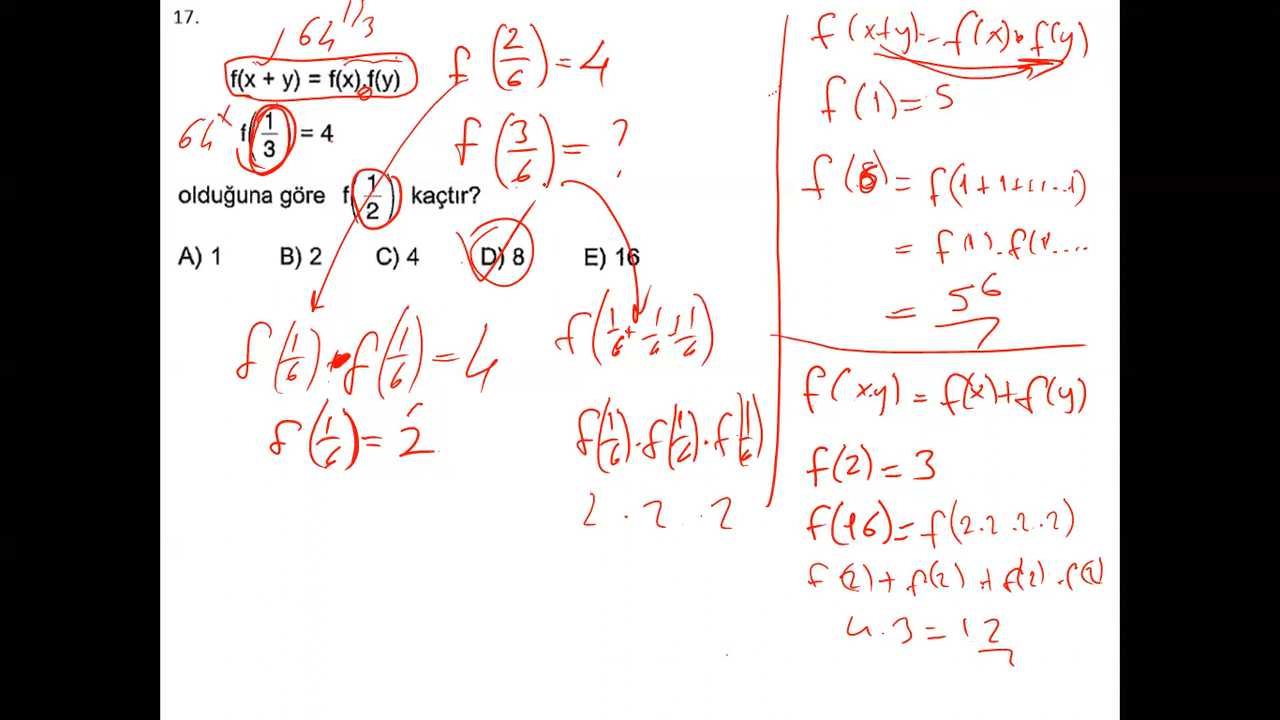 17.
64^{1/3}
f(x + y) = f(x).f(y)
64^x
f(1/3) = 4
olduğuna göre f(1/2) kaçtır?
A) 1 B) 2 C) 4 D) 8 E) 16
f(2/6) = 4
f(3/6) = ?
f(1/6) · f(1/6) = 4
f(1/6) = 2
f(1/6 + 1/6 + 1/6)
f(1/6) · f(1/6) · f(1/6)
2 · 2 · 2
f(x+y) = f(x) · f(y)
f(1) = 5
f(6) = f(1+1+1....1)
= f(1).f(1....
= 5^6
f(x.y) = f(x) + f(y)
f(2) = 3
f(16) = f(2.2.2.2)
f(2) + f(2) + f(2) . f(2)
4.3 = 12